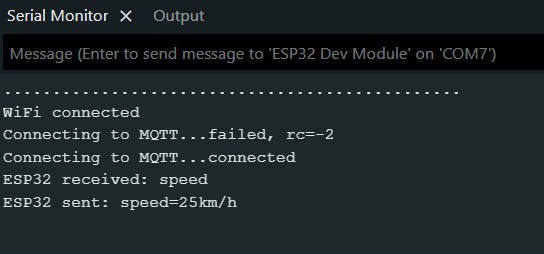 Serial Monitor × Output
Message (Enter to send message to 'ESP32 Dev Module' on 'COM7')
................................................
WiFi connected
Connecting to MQTT...failed, rc=-2
Connecting to MQTT...connected
ESP32 received: speed
ESP32 sent: speed=25km/h